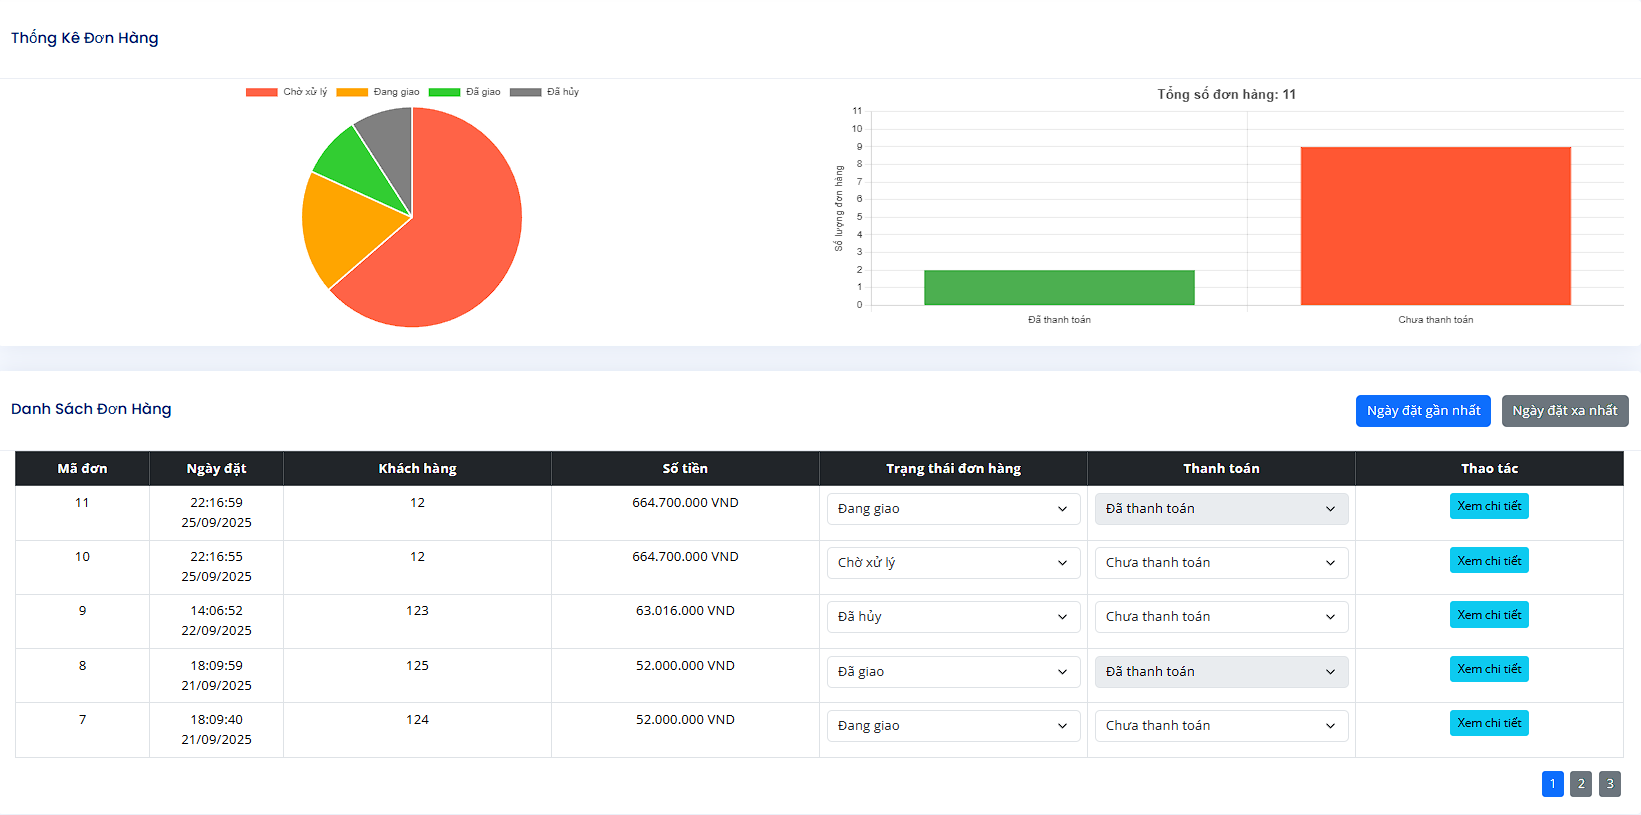 Thống Kê Đơn Hàng
Chờ xử lý Đang giao Đã giao Đã hủy
Tổng số đơn hàng: 11
Số lượng đơn hàng
11
10
9
8
7
6
5
4
3
2
1
0
Đã thanh toán Chưa thanh toán
Danh Sách Đơn Hàng
Ngày đặt gần nhất Ngày đặt xa nhất
Mã đơn Ngày đặt Khách hàng Số tiền Trạng thái đơn hàng Thanh toán Thao tác
11 22:16:59 12 664.700.000 VND Đang giao Đã thanh toán Xem chi tiết
25/09/2025
10 22:16:55 12 664.700.000 VND Chờ xử lý Chưa thanh toán Xem chi tiết
25/09/2025
9 14:06:52 123 63.016.000 VND Đã hủy Chưa thanh toán Xem chi tiết
22/09/2025
8 18:09:59 125 52.000.000 VND Đã giao Đã thanh toán Xem chi tiết
21/09/2025
7 18:09:40 124 52.000.000 VND Đang giao Chưa thanh toán Xem chi tiết
21/09/2025
1 2 3